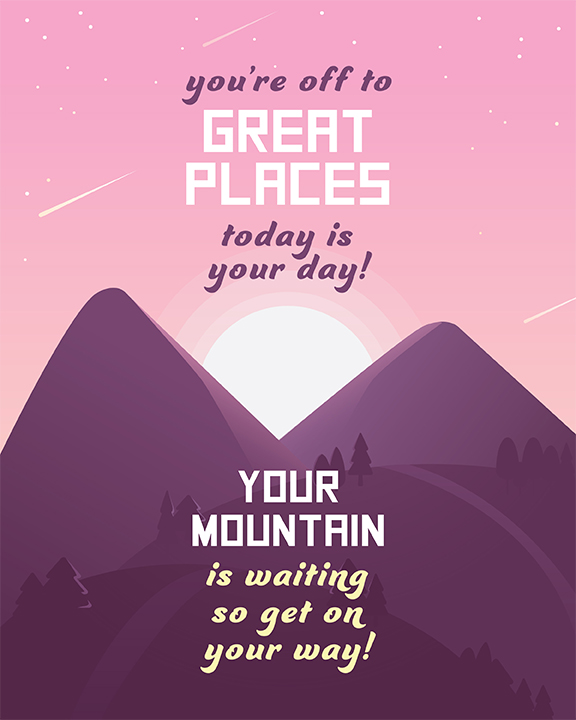 you're off to
GREAT
PLACES
today is
your day!
YOUR
MOUNTAIN
is waiting
so get on
your way!